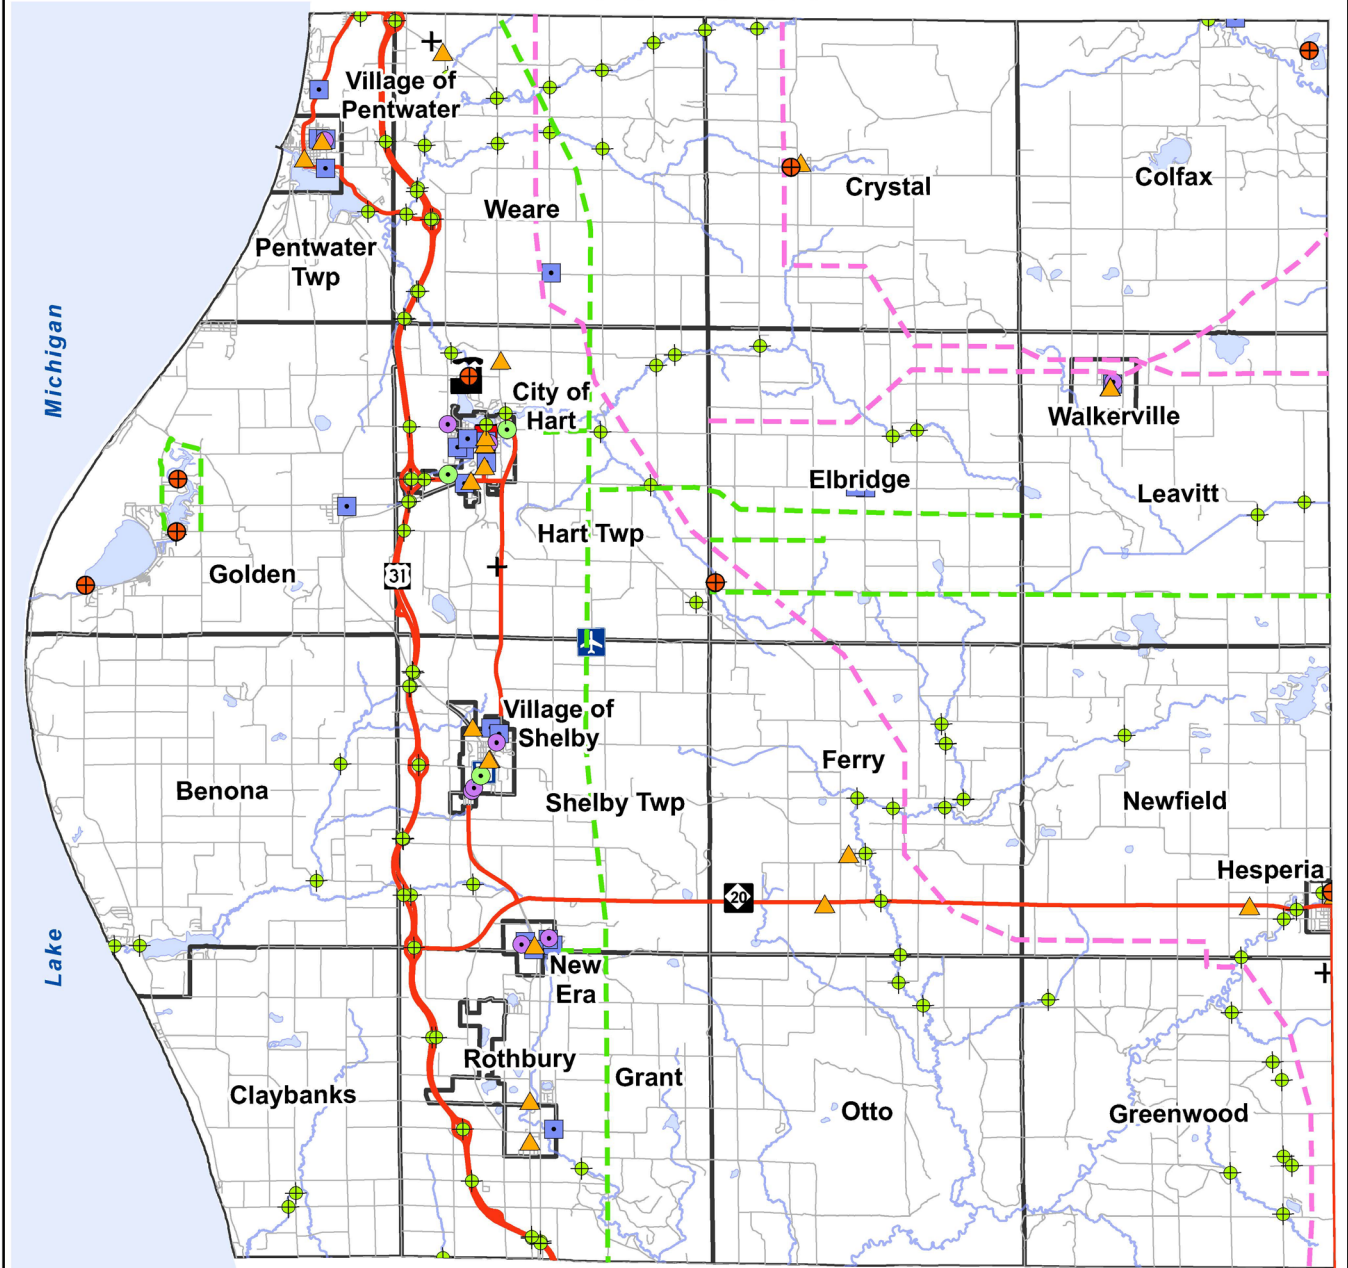 Village of
Pentwater
Crystal
Colfax
Weare
Pentwater
Twp
Michigan
City of
Hart
Walkerville
Elbridge
Leavitt
Hart Twp
Golden
31
Village of
Shelby
Ferry
Benona
Shelby Twp
Newfield
Hesperia
20
Lake
New
Era
Rothbury
Grant
Claybanks
Otto
Greenwood